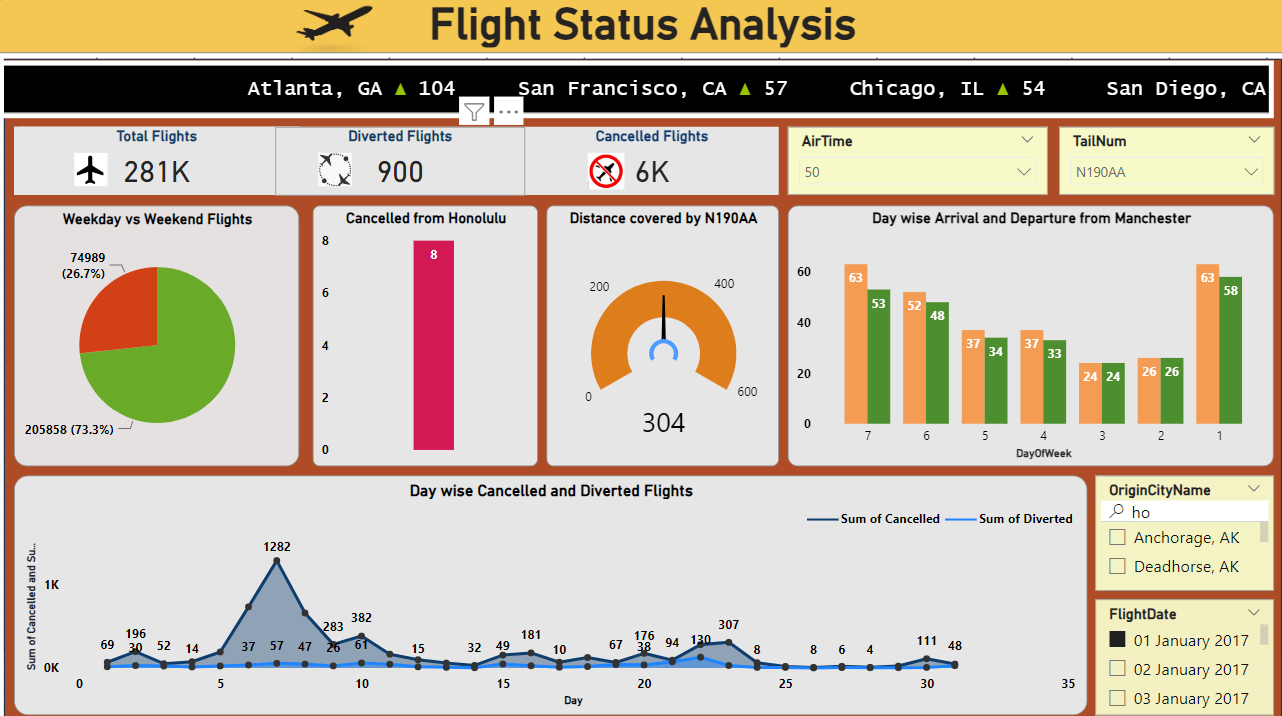 Flight Status Analysis
Atlanta, GA ▲ 104 San Francisco, CA ▲ 57 Chicago, IL ▲ 54 San Diego, CA
Total Flights
281K
Diverted Flights
900
Cancelled Flights
6K
AirTime
50
TailNum
N190AA
Weekday vs Weekend Flights
74989
(26.7%)
205858 (73.3%)
Cancelled from Honolulu
8
6
4
2
0
8
Distance covered by N190AA
200
400
0
600
304
Day wise Arrival and Departure from Manchester
60
40
20
0
63 53 52 48 37 34 37 33 24 24 26 26 63 58
7 6 5 4 3 2 1
DayOfWeek
Day wise Cancelled and Diverted Flights
Sum of Cancelled Sum of Diverted
Sum of Cancelled and Su...
1K
0K
1282
69 196 52 14 283 382 15 32 49 181 10 67 176 94 130 307 8 8 6 4 111 48
30 37 57 47 26 61 38
0 5 10 15 20 25 30 35
Day
OriginCityName
ho
Anchorage, AK
Deadhorse, AK
FlightDate
01 January 2017
02 January 2017
03 January 2017